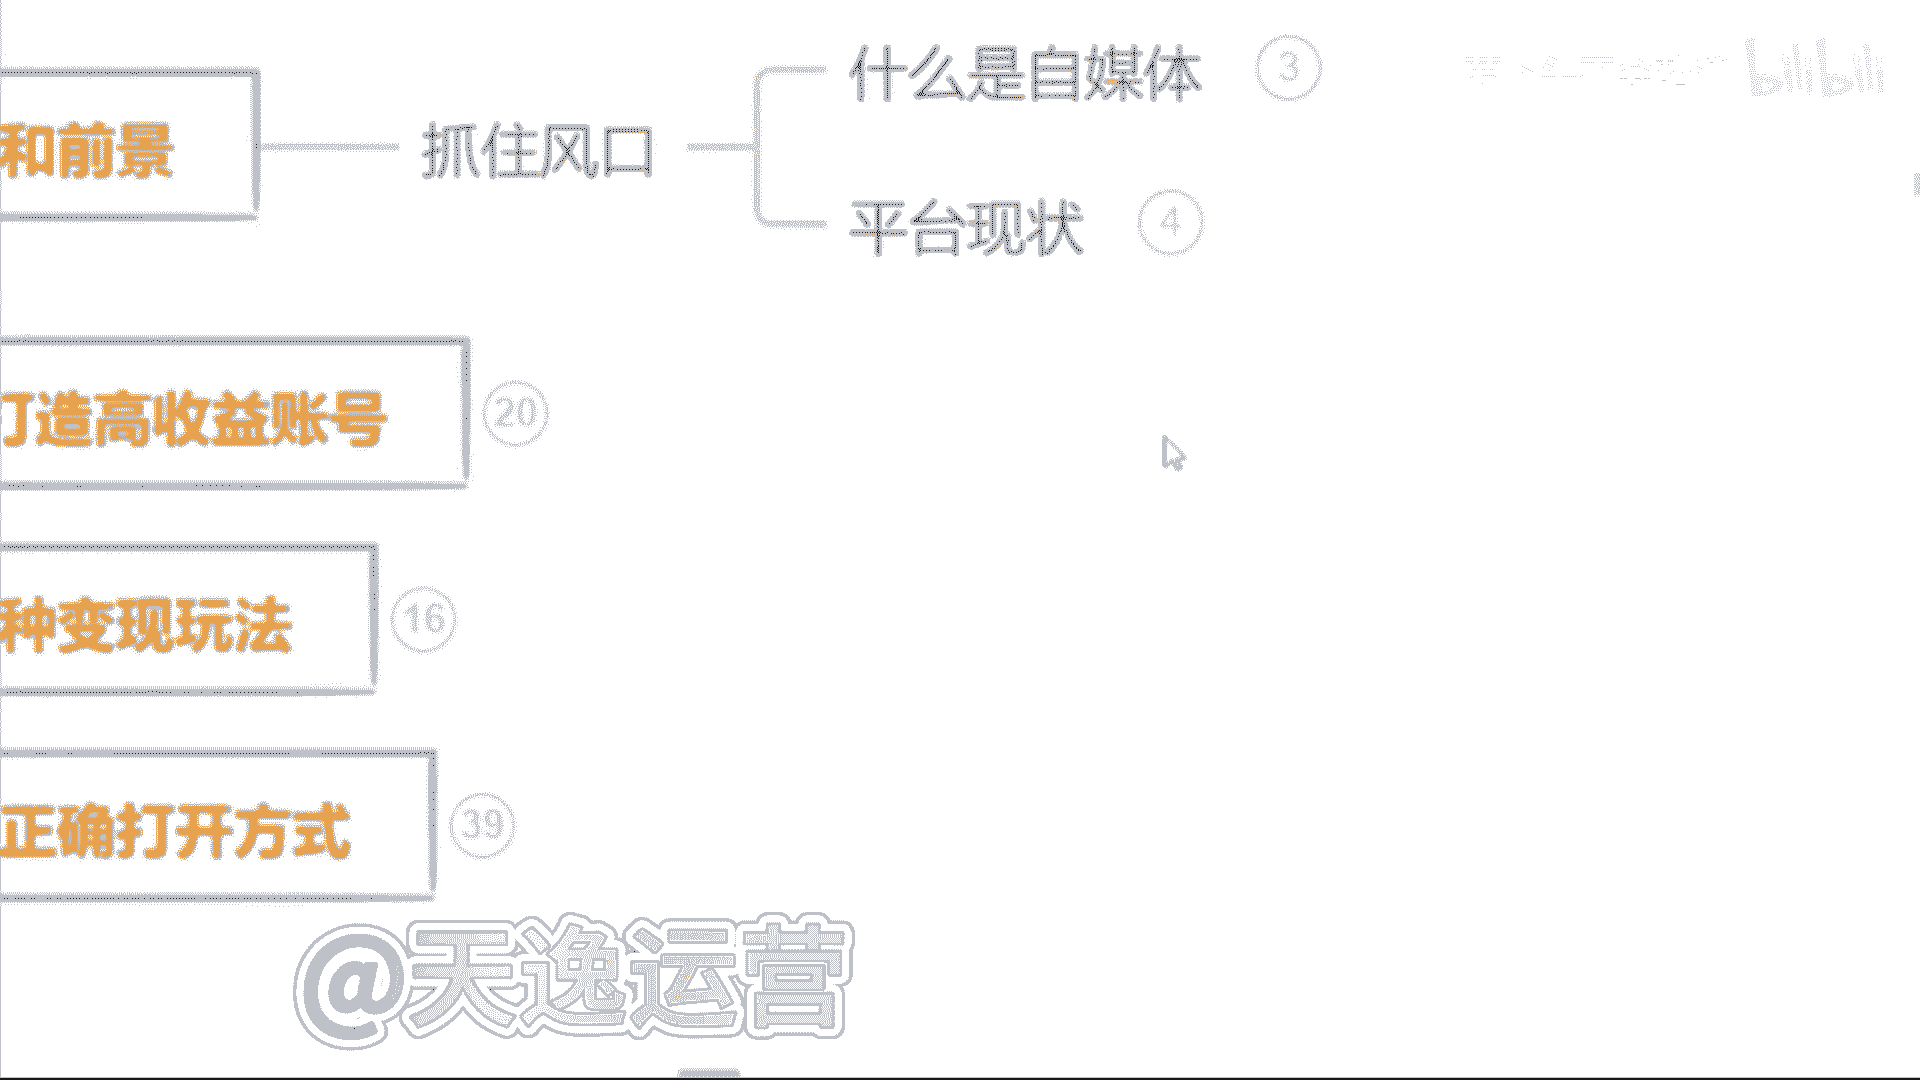 什么是自媒体 3
bilibili
和前景
抓住风口
平台现状 4
打造高收益账号 20
种变现玩法 16
正确打开方式 39
@天逸运营